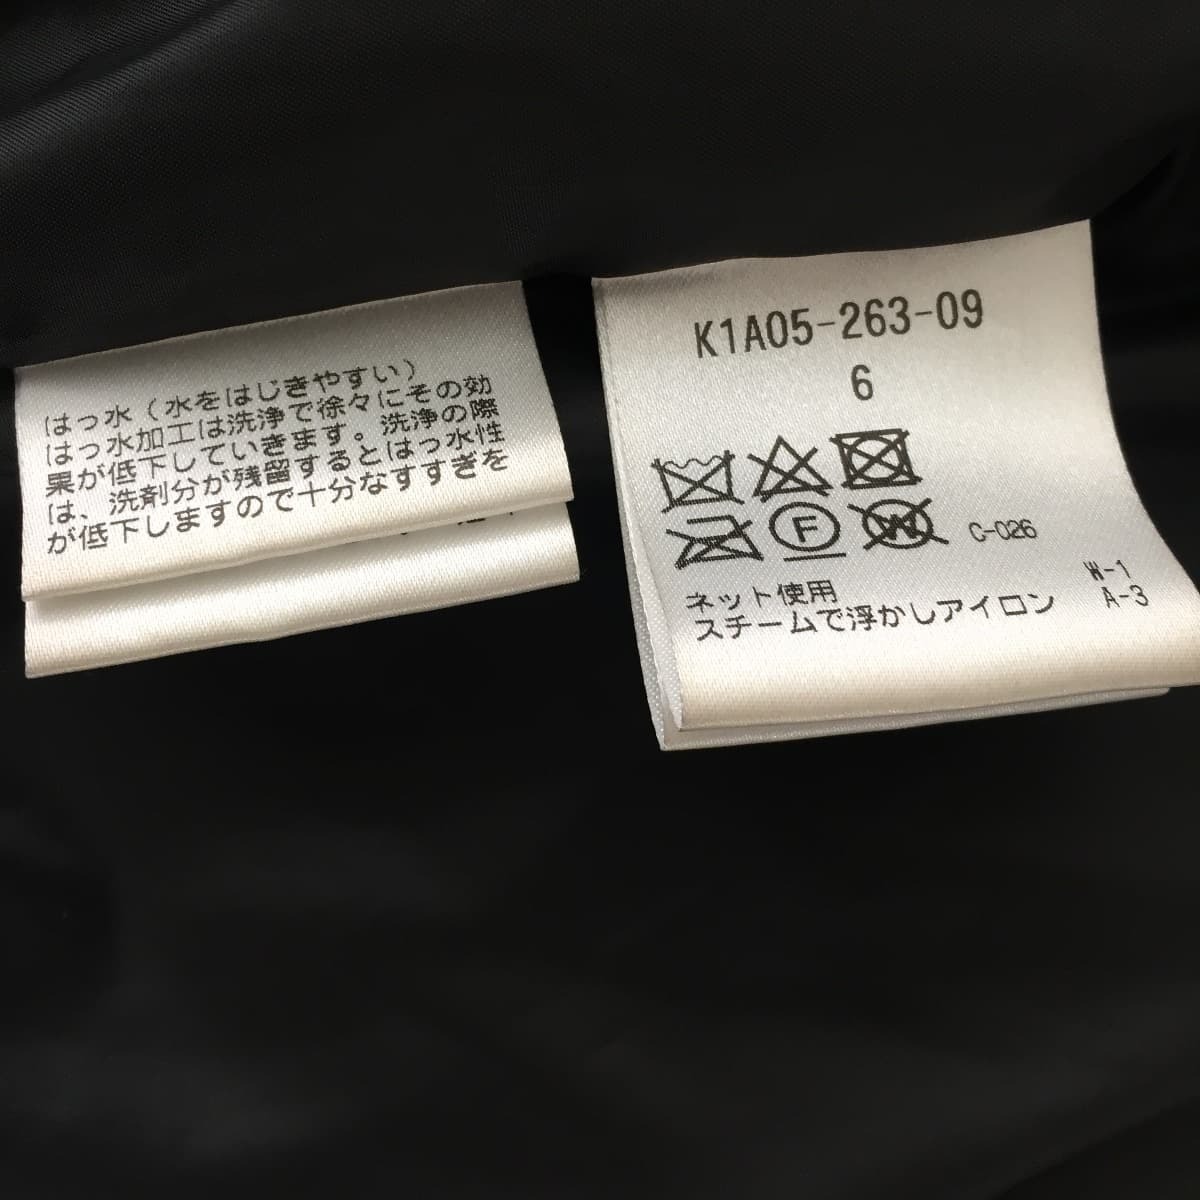 はっ水（水をはじきやすい）
はっ水加工は洗浄で徐々にその効
果が低下していきます。洗浄の際
は、洗剤分が残留するとはっ水性
が低下しますので十分なすすぎを
K1A05-263-09
6
F
W
C-026
ネット使用
スチームで浮かしアイロン
W-1
A-3